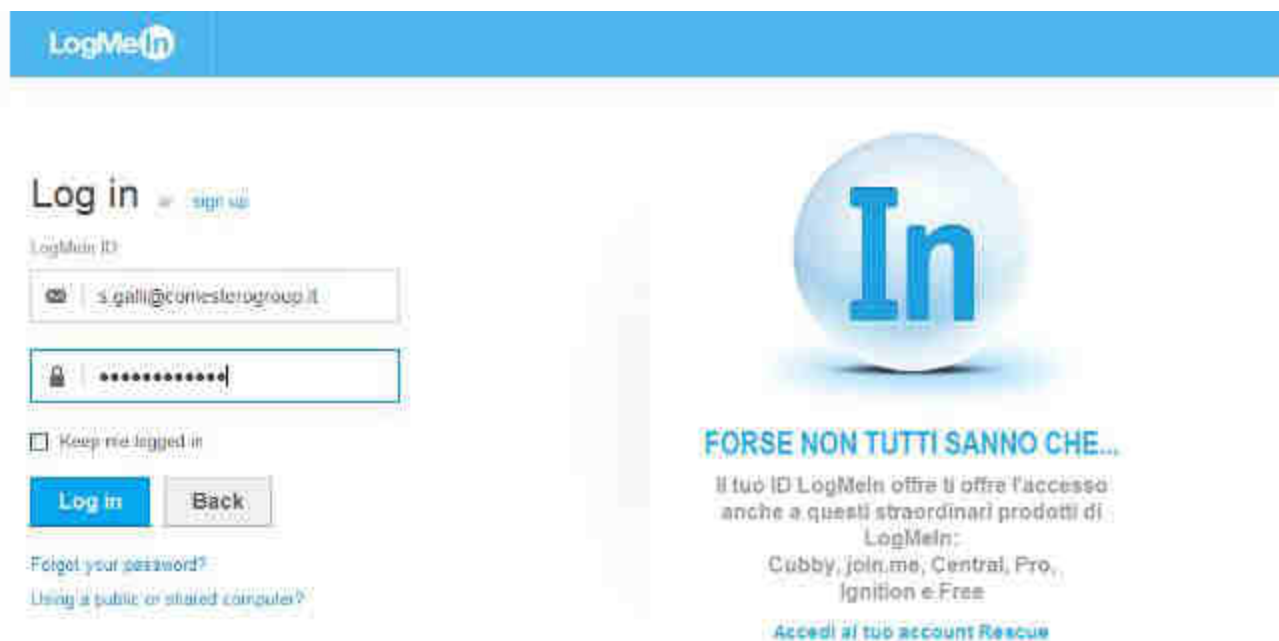 LogMeIn
Log in or sign up
LogMeIn ID:
s.galli@comesterogroup.it
••••••••••••
Keep me logged in
Log in
Back
Forgot your password?
Using a public or shared computer?
In
FORSE NON TUTTI SANNO CHE...
Il tuo ID LogMeIn offre ti offre l'accesso
anche a questi straordinari prodotti di
LogMeIn:
Cubby, join.me, Central, Pro,
Ignition e Free
Accedi al tuo account Rescue